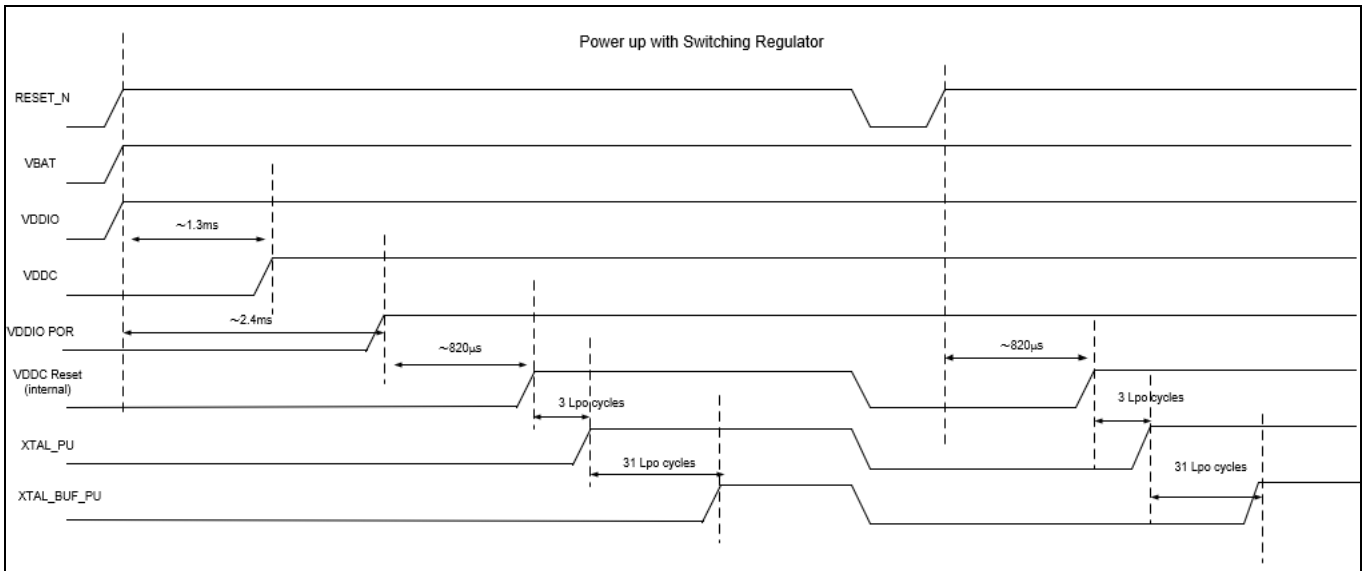 Power up with Switching Regulator
RESET_N
VBAT
VDDIO
~1.3ms
VDDC
~2.4ms
VDDIO POR
~820µs
~820µs
VDDC Reset
(internal)
3 Lpo cycles
3 Lpo cycles
XTAL_PU
31 Lpo cycles
31 Lpo cycles
XTAL_BUF_PU